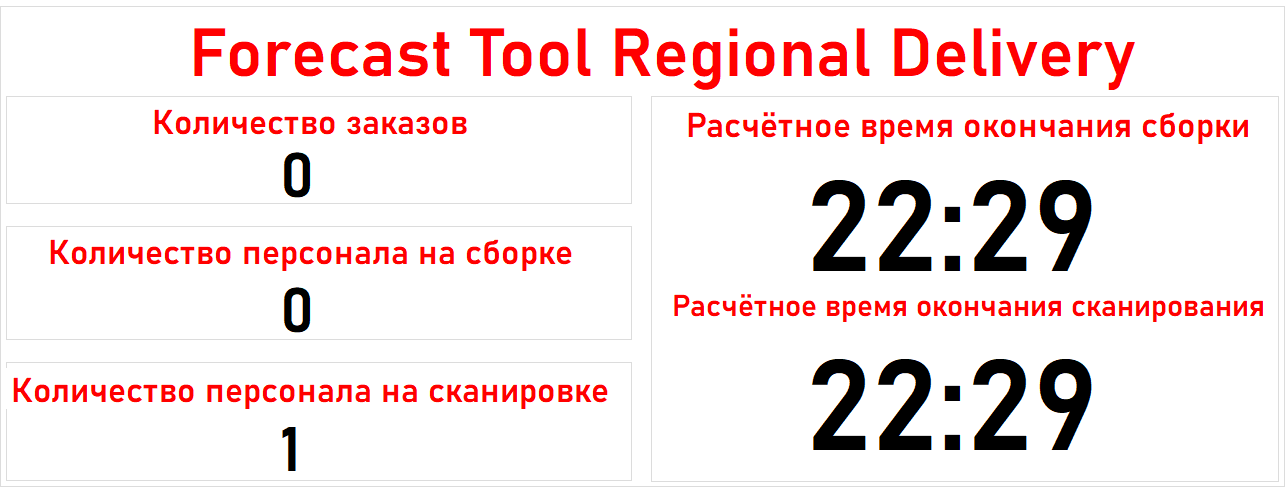 Forecast Tool Regional Delivery
Количество заказов
0
Количество персонала на сборке
0
Количество персонала на сканировке
1
Расчётное время окончания сборки
22:29
Расчётное время окончания сканирования
22:29